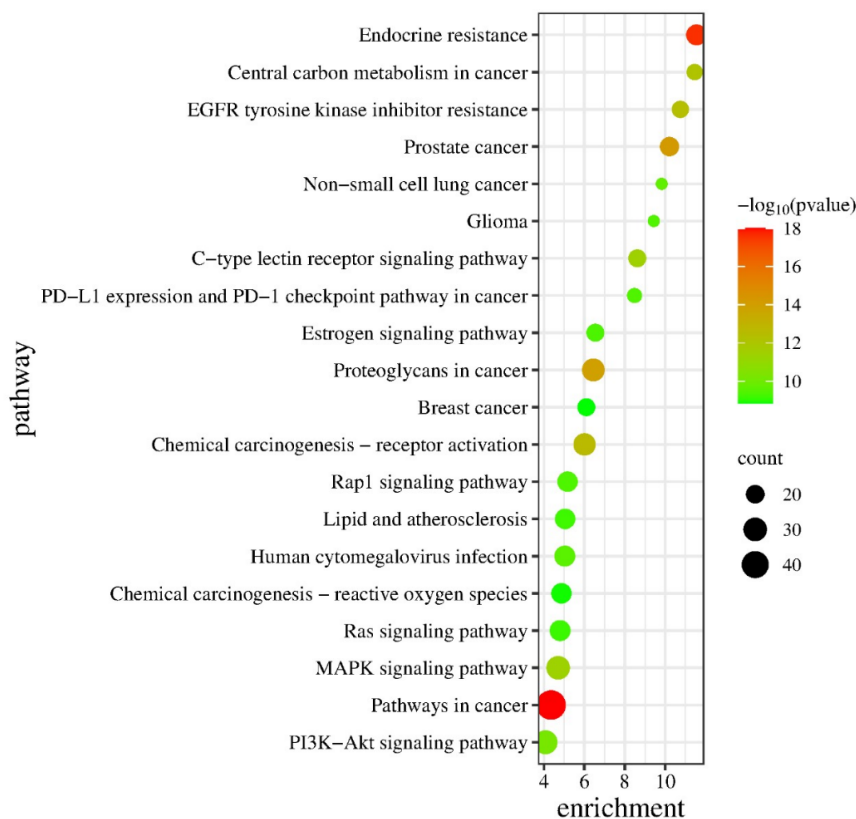 Endocrine resistance
Central carbon metabolism in cancer
EGFR tyrosine kinase inhibitor resistance
Prostate cancer
Non−small cell lung cancer
Glioma
C−type lectin receptor signaling pathway
PD−L1 expression and PD−1 checkpoint pathway in cancer
Estrogen signaling pathway
Proteoglycans in cancer
Breast cancer
Chemical carcinogenesis − receptor activation
Rap1 signaling pathway
Lipid and atherosclerosis
Human cytomegalovirus infection
Chemical carcinogenesis − reactive oxygen species
Ras signaling pathway
MAPK signaling pathway
Pathways in cancer
PI3K−Akt signaling pathway
pathway
4 6 8 10
enrichment
−log₁₀(pvalue)
18
16
14
12
10
count
20
30
40